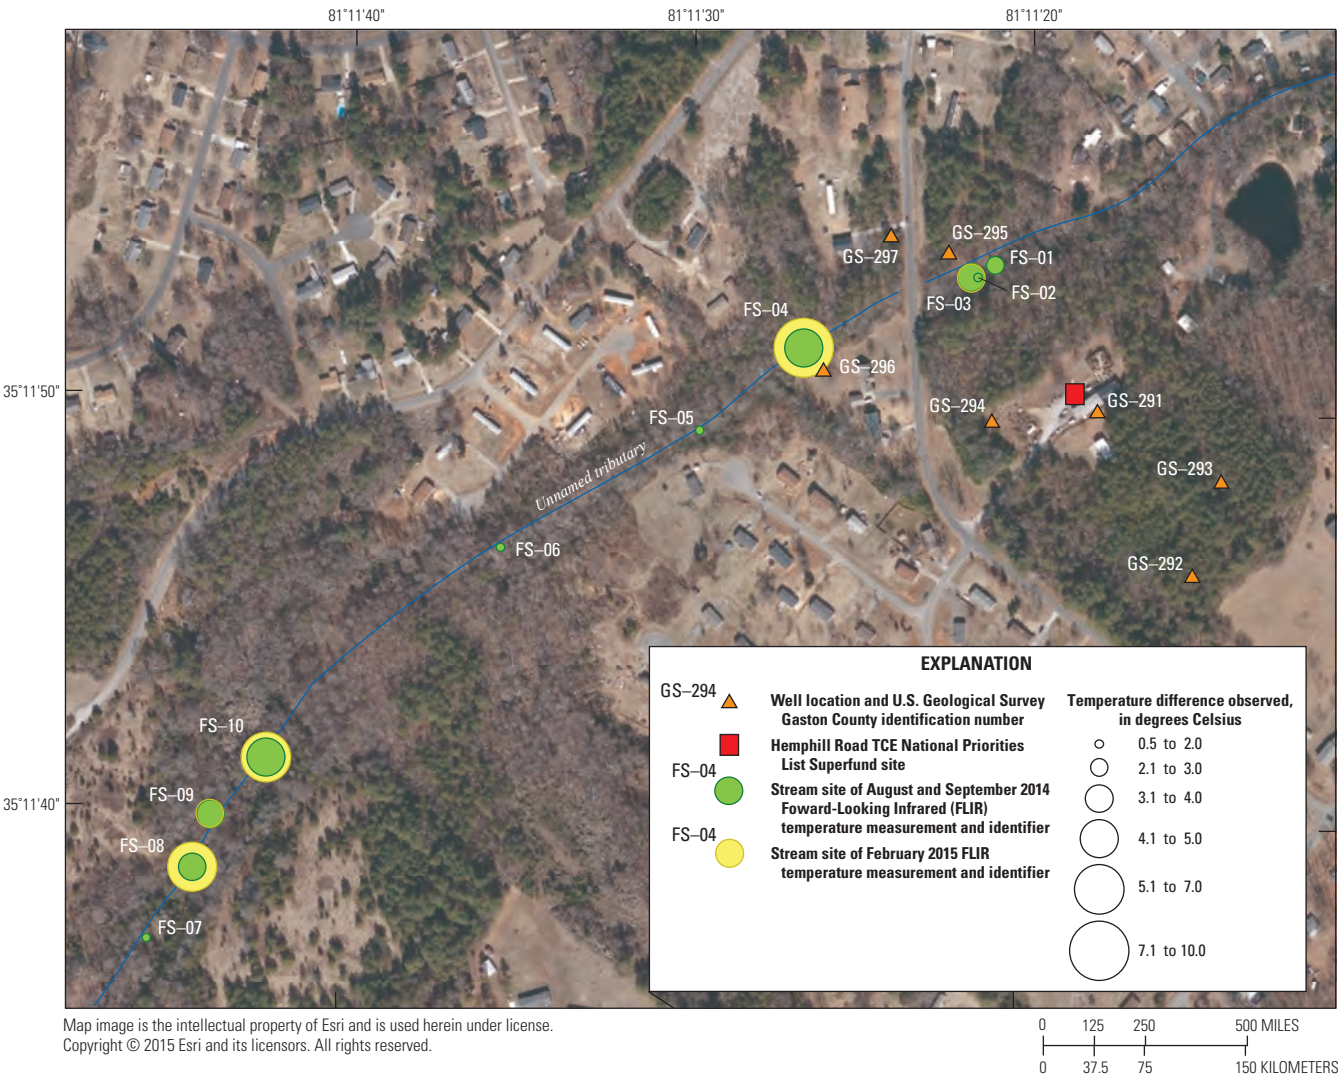 81°11'40"
81°11'30"
81°11'20"
GS–295
GS–297
FS–01
FS–02
FS–03
FS–04
GS–296
35°11'50"
GS–291
GS–294
FS–05
Unnamed tributary
GS–293
FS–06
GS–292
FS–10
35°11'40"
FS–09
FS–08
FS–07
EXPLANATION
GS–294
Well location and U.S. Geological Survey
Gaston County identification number
Hemphill Road TCE National Priorities
List Superfund site
FS–04
Stream site of August and September 2014
Foward-Looking Infrared (FLIR)
temperature measurement and identifier
FS–04
Stream site of February 2015 FLIR
temperature measurement and identifier
Temperature difference observed,
in degrees Celsius
0.5 to 2.0
2.1 to 3.0
3.1 to 4.0
4.1 to 5.0
5.1 to 7.0
7.1 to 10.0
Map image is the intellectual property of Esri and is used herein under license.
Copyright © 2015 Esri and its licensors. All rights reserved.
0 125 250 500 MILES
0 37.5 75 150 KILOMETERS